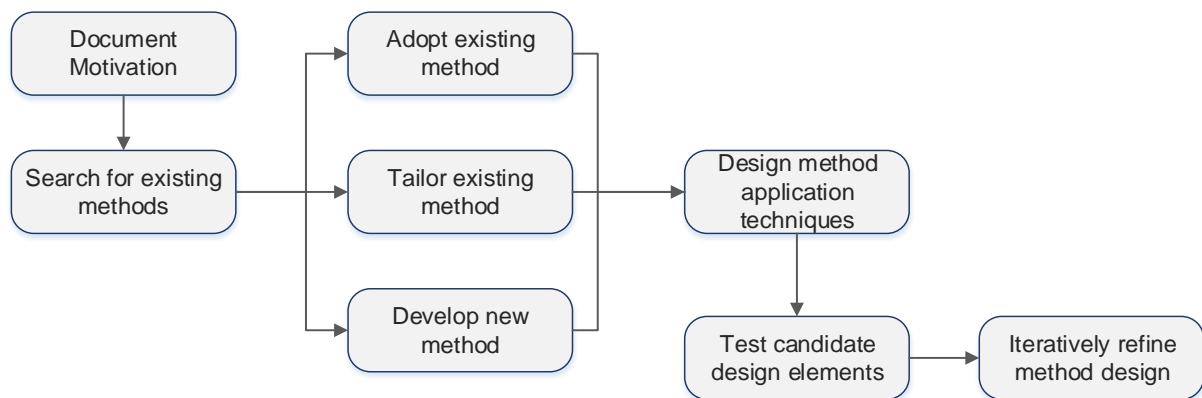 Document
Motivation
Search for existing
methods
Adopt existing
method
Tailor existing
method
Develop new
method
Design method
application
techniques
Test candidate
design elements
Iteratively refine
method design